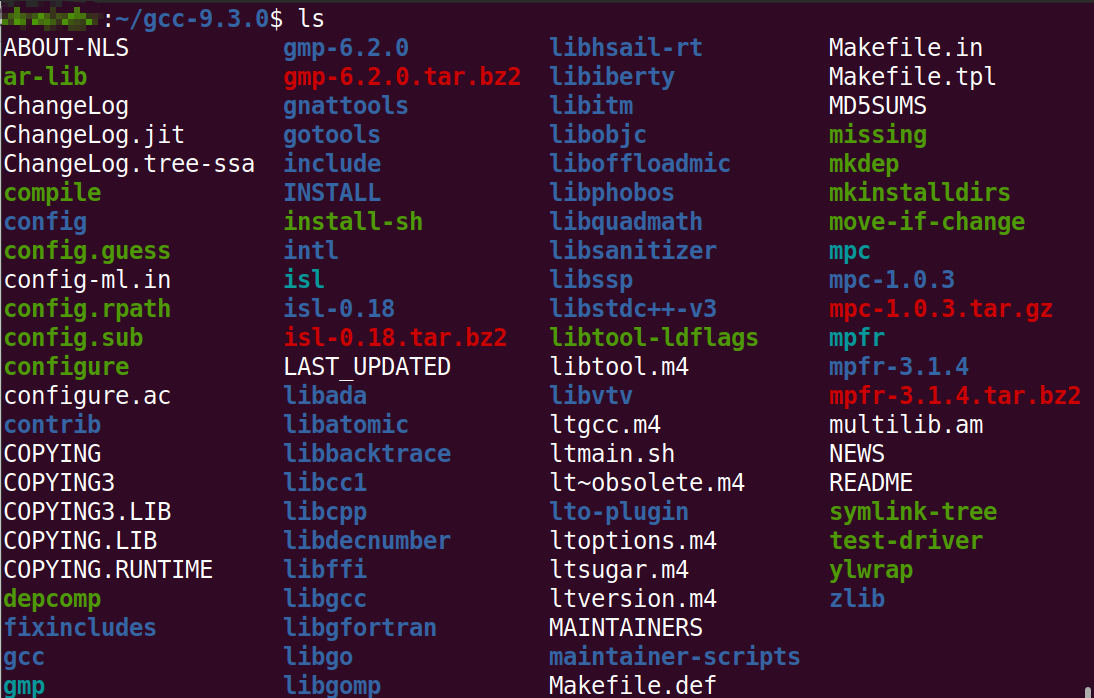 :~/gcc-9.3.0$ ls
ABOUT-NLS gmp-6.2.0 libhsail-rt Makefile.in
ar-lib gmp-6.2.0.tar.bz2 libiberty Makefile.tpl
ChangeLog gnattools libitm MD5SUMS
ChangeLog.jit gotools libobjc missing
ChangeLog.tree-ssa include liboffloadmic mkdep
compile INSTALL libphobos mkinstalldirs
config install-sh libquadmath move-if-change
config.guess intl libsanitizer mpc
config-ml.in isl libssp mpc-1.0.3
config.rpath isl-0.18 libstdc++-v3 mpc-1.0.3.tar.gz
config.sub isl-0.18.tar.bz2 libtool-ldflags mpfr
configure LAST_UPDATED libtool.m4 mpfr-3.1.4
configure.ac libada libvtv mpfr-3.1.4.tar.bz2
contrib libatomic ltgcc.m4 multilib.am
COPYING libbacktrace ltmain.sh NEWS
COPYING3 libcc1 lt~obsolete.m4 README
COPYING3.LIB libcpp lto-plugin symlink-tree
COPYING.LIB libdecnumber ltoptions.m4 test-driver
COPYING.RUNTIME libffi ltsugar.m4 ylwrap
depcomp libgcc ltversion.m4 zlib
fixincludes libgfortran MAINTAINERS
gcc libgo maintainer-scripts
gmp libgomp Makefile.def